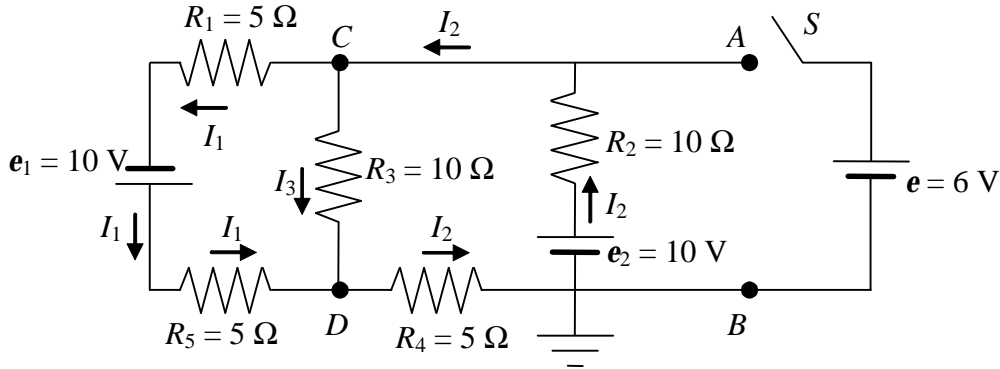 R1 = 5 Ω
C
I2
A
S
I1
R2 = 10 Ω
e1 = 10 V
R3 = 10 Ω
I3
e = 6 V
I2
I1
I1
I2
e2 = 10 V
R5 = 5 Ω
D
R4 = 5 Ω
B